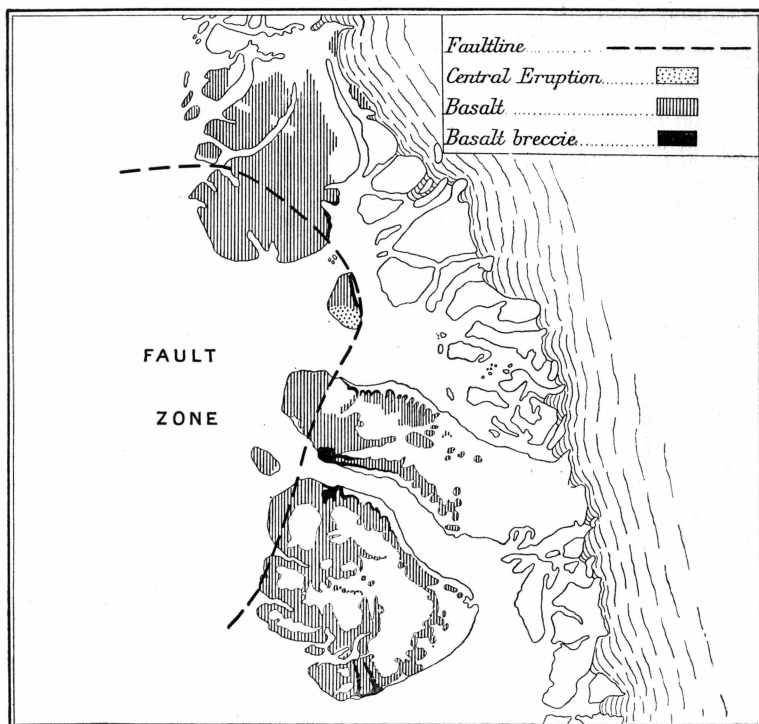 Faultline
Central Eruption
Basalt
Basalt breccie
FAULT
ZONE